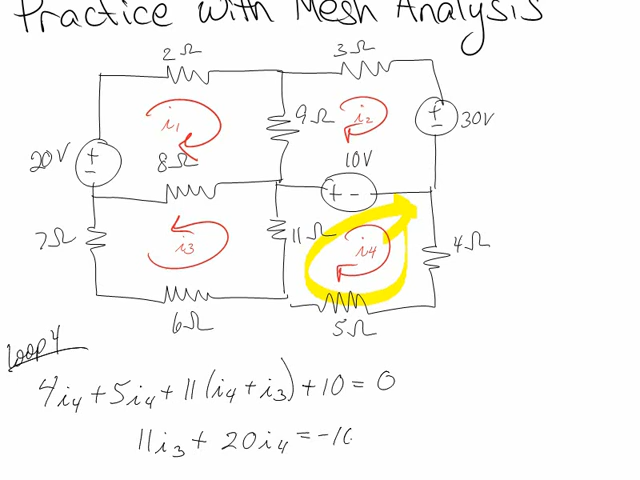 Practice with Mesh Analysis
2Ω
3Ω
i1
9Ω
i2
30V
20V
8Ω
10V
7Ω
i3
11Ω
i4
4Ω
6Ω
5Ω
Loop 4
4i4 + 5i4 + 11(i4 + i3) + 10 = 0
11i3 + 20i4 = -10